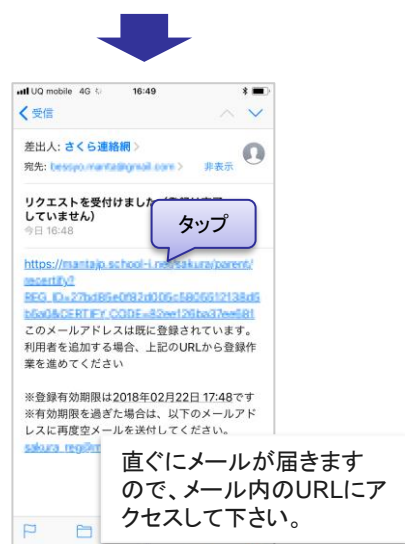 UQ mobile 4G 16:49
受信
差出人: さくら連絡網
宛先: 非表示
リクエストを受付けました
していません)
今日 16:48
タップ
https://
このメールアドレスは既に登録されています。
利用者を追加する場合、上記のURLから登録作
業を進めてください
※登録有効期限は2018年02月22日 17:48です
※有効期限を過ぎた場合は、以下のメールアド
レスに再度空メールを送付してください。
直ぐにメールが届きます
ので、メール内のURLにア
クセスして下さい。